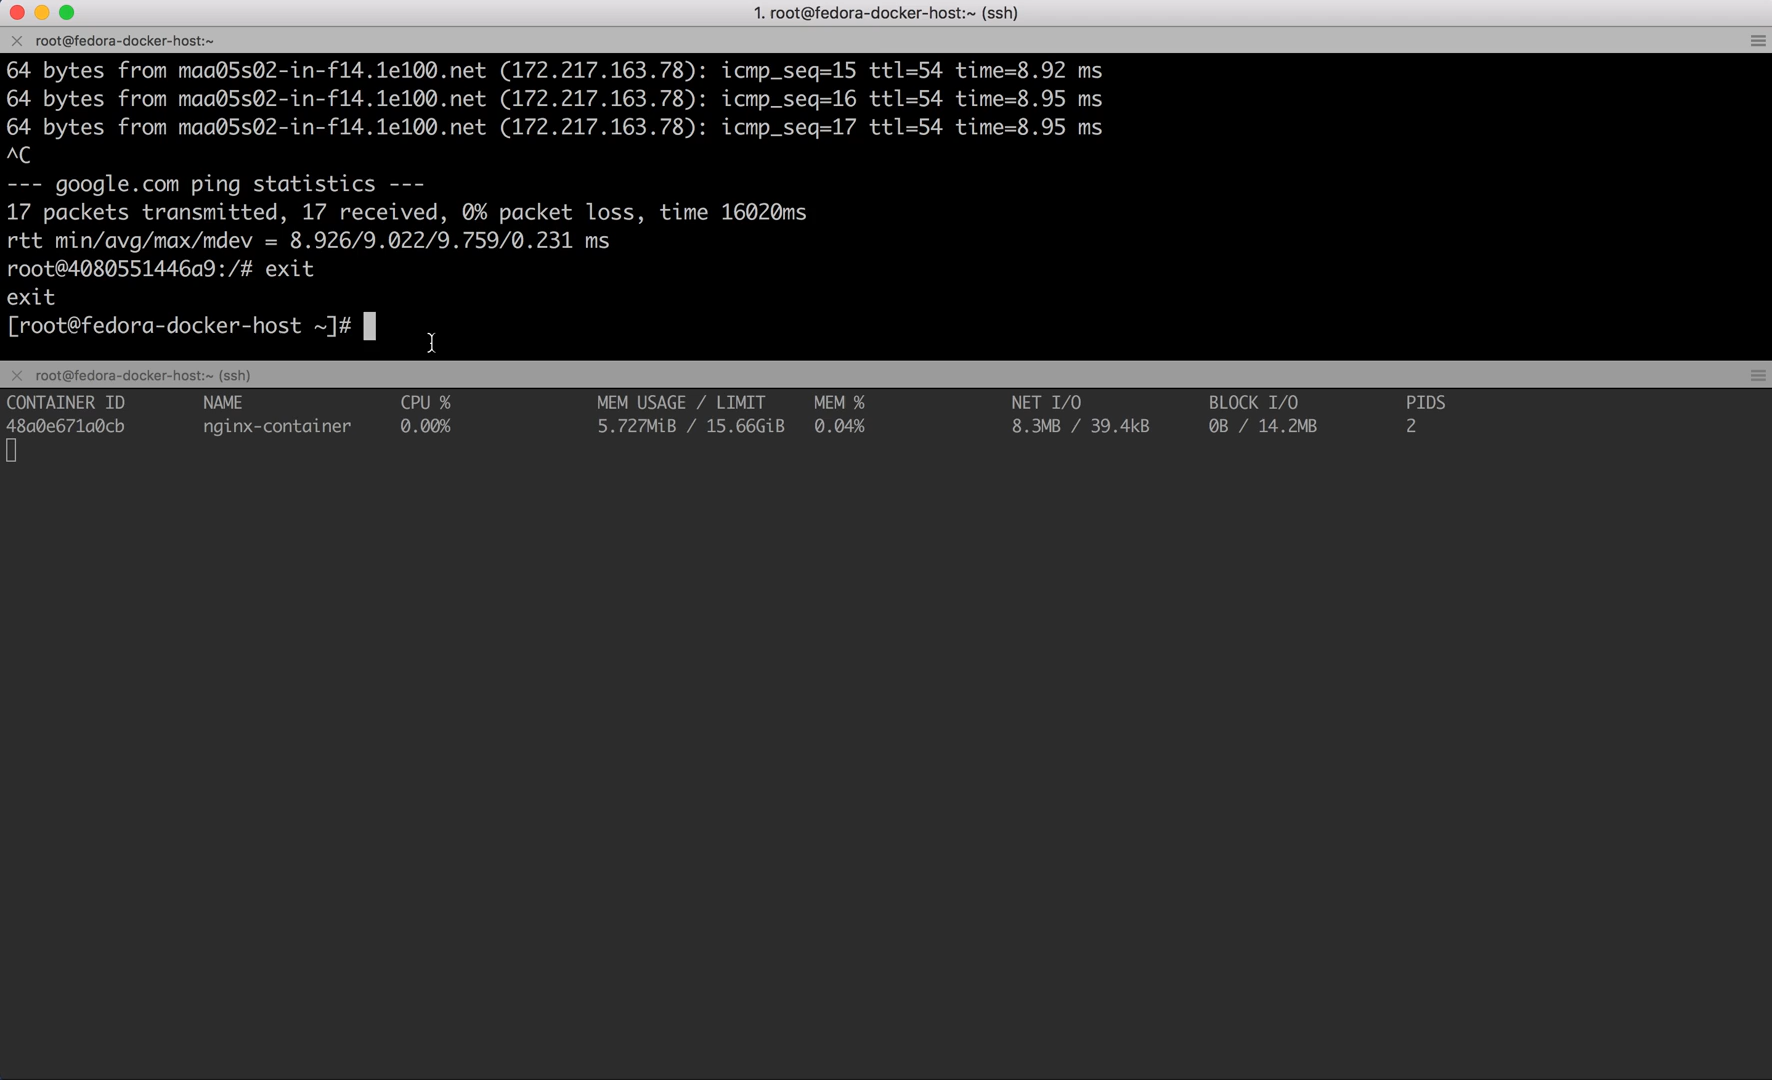 1. root@fedora-docker-host:~ (ssh)
root@fedora-docker-host:~
64 bytes from maa05s02-in-f14.1e100.net (172.217.163.78): icmp_seq=15 ttl=54 time=8.92 ms
64 bytes from maa05s02-in-f14.1e100.net (172.217.163.78): icmp_seq=16 ttl=54 time=8.95 ms
64 bytes from maa05s02-in-f14.1e100.net (172.217.163.78): icmp_seq=17 ttl=54 time=8.95 ms
^C
--- google.com ping statistics ---
17 packets transmitted, 17 received, 0% packet loss, time 16020ms
rtt min/avg/max/mdev = 8.926/9.022/9.759/0.231 ms
root@4080551446a9:/# exit
exit
[root@fedora-docker-host ~]#
root@fedora-docker-host:~ (ssh)
CONTAINER ID NAME CPU % MEM USAGE / LIMIT MEM % NET I/O BLOCK I/O PIDS
48a0e671a0cb nginx-container 0.00% 5.727MiB / 15.66GiB 0.04% 8.3MB / 39.4kB 0B / 14.2MB 2